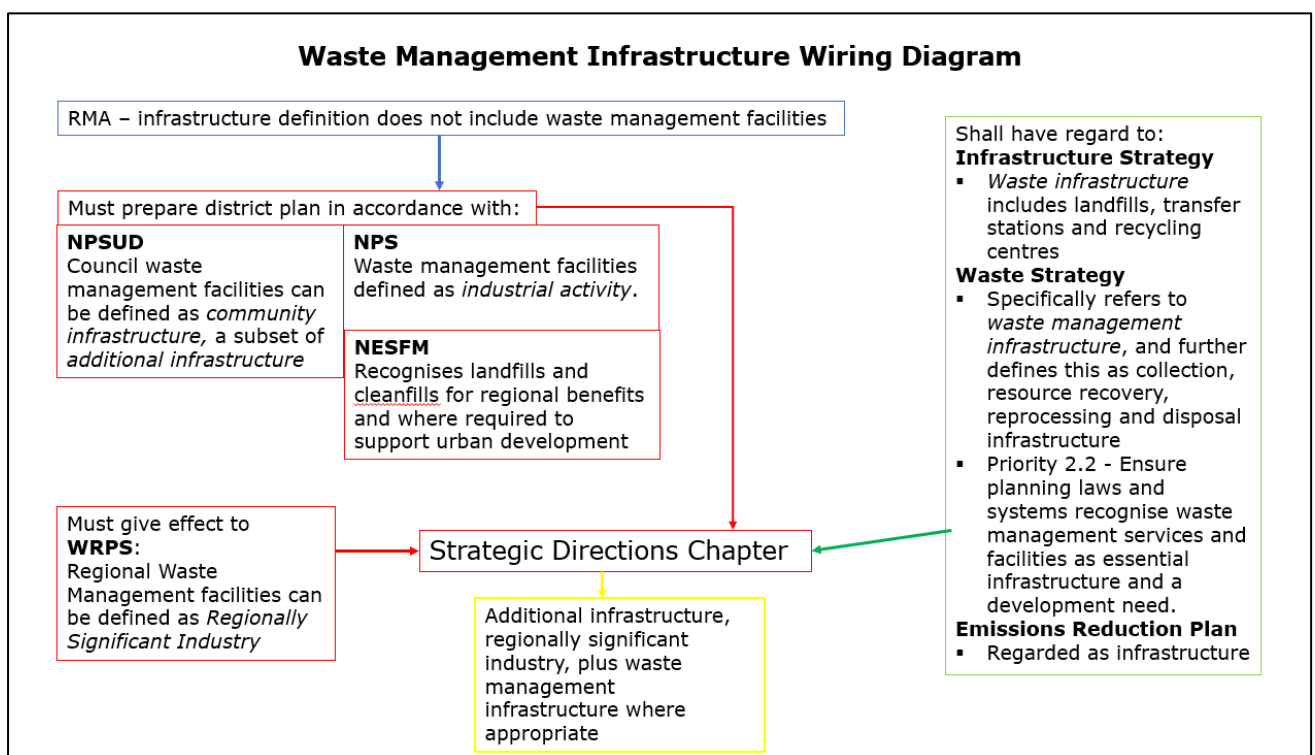 Waste Management Infrastructure Wiring Diagram
RMA – infrastructure definition does not include waste management facilities
Must prepare district plan in accordance with:
NPSUD
Council waste
management facilities can
be defined as community
infrastructure, a subset of
additional infrastructure
NPS
Waste management facilities
defined as industrial activity.
NESFM
Recognises landfills and
cleanfills for regional benefits
and where required to
support urban development
Must give effect to
WRPS:
Regional Waste
Management facilities can
be defined as Regionally
Significant Industry
Strategic Directions Chapter
Additional infrastructure,
regionally significant
industry, plus waste
management
infrastructure where
appropriate
Shall have regard to:
Infrastructure Strategy
▪ Waste infrastructure
includes landfills, transfer
stations and recycling
centres
Waste Strategy
▪ Specifically refers to
waste management
infrastructure, and further
defines this as collection,
resource recovery,
reprocessing and disposal
infrastructure
▪ Priority 2.2 - Ensure
planning laws and
systems recognise waste
management services and
facilities as essential
infrastructure and a
development need.
Emissions Reduction Plan
▪ Regarded as infrastructure